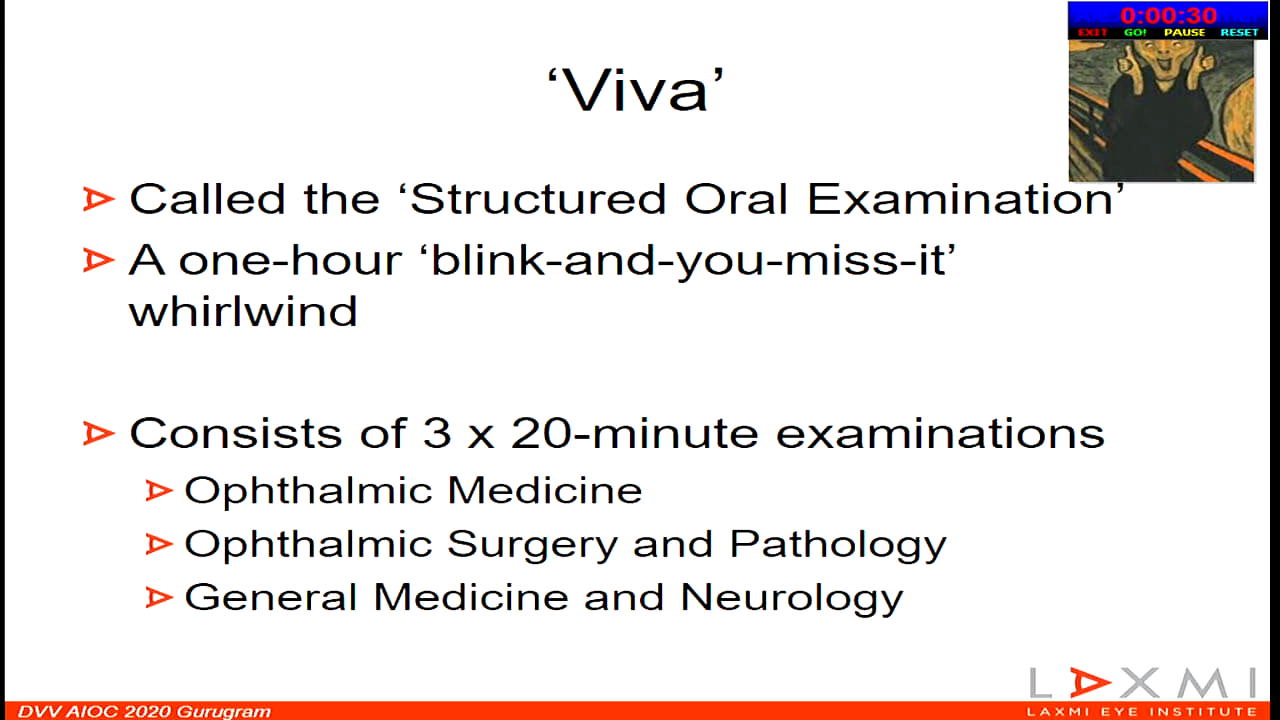 0:00:30
EXIT GO! PAUSE RESET
‘Viva’
Called the ‘Structured Oral Examination’
A one-hour ‘blink-and-you-miss-it’
whirlwind
Consists of 3 x 20-minute examinations
Ophthalmic Medicine
Ophthalmic Surgery and Pathology
General Medicine and Neurology
LAXMI
LAXMI EYE INSTITUTE
DVV AIOC 2020 Gurugram